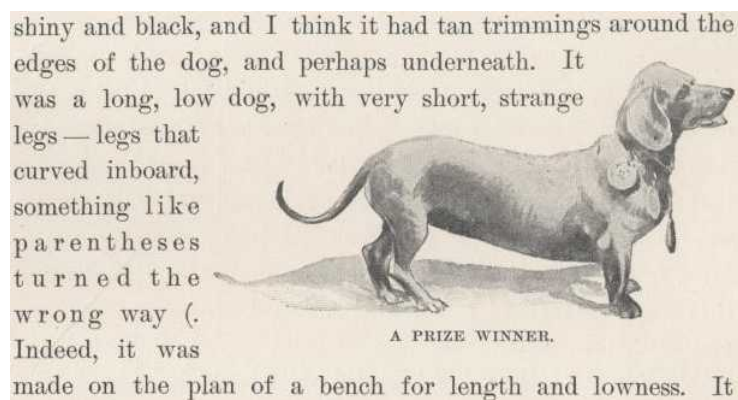 shiny and black, and I think it had tan trimmings around the
edges of the dog, and perhaps underneath. It
was a long, low dog, with very short, strange
legs — legs that
curved inboard,
something like
parentheses
turned the
wrong way (.
Indeed, it was
A PRIZE WINNER.
made on the plan of a bench for length and lowness. It